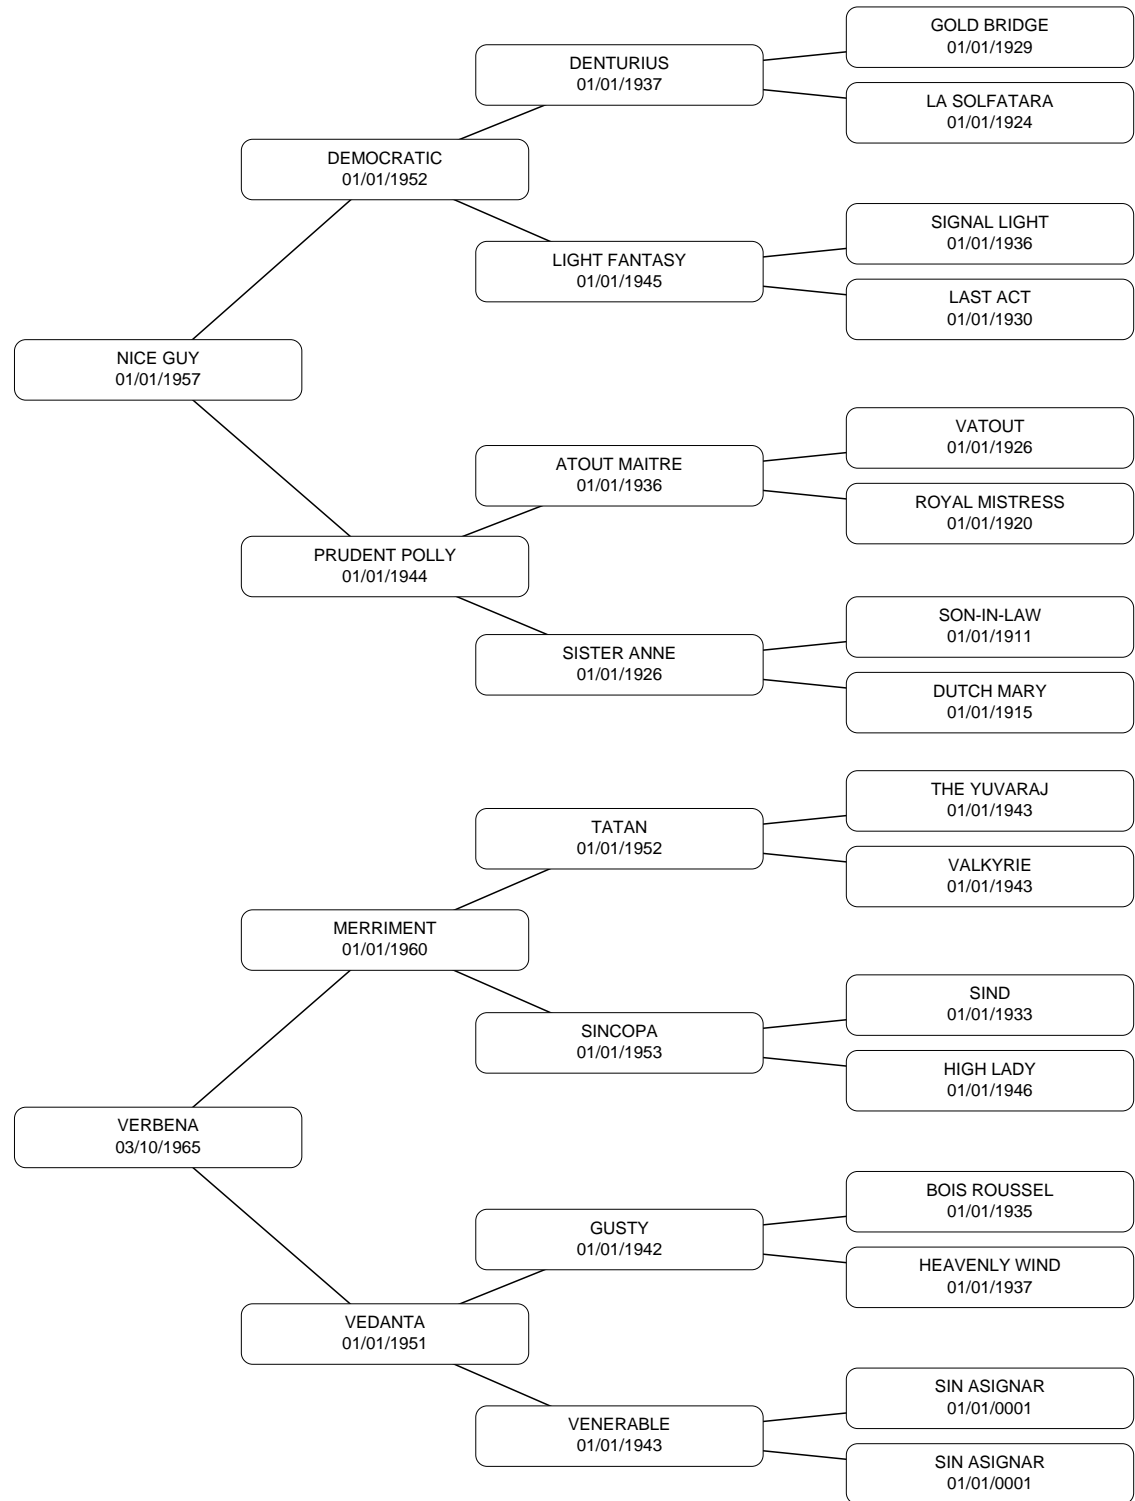 GOLD BRIDGE
01/01/1929
DENTURIUS
01/01/1937
LA SOLFATARA
01/01/1924
DEMOCRATIC
01/01/1952
SIGNAL LIGHT
01/01/1936
LIGHT FANTASY
01/01/1945
LAST ACT
01/01/1930
NICE GUY
01/01/1957
VATOUT
01/01/1926
ATOUT MAITRE
01/01/1936
ROYAL MISTRESS
01/01/1920
PRUDENT POLLY
01/01/1944
SON-IN-LAW
01/01/1911
SISTER ANNE
01/01/1926
DUTCH MARY
01/01/1915
THE YUVARAJ
01/01/1943
TATAN
01/01/1952
VALKYRIE
01/01/1943
MERRIMENT
01/01/1960
SIND
01/01/1933
SINCOPA
01/01/1953
HIGH LADY
01/01/1946
VERBENA
03/10/1965
BOIS ROUSSEL
01/01/1935
GUSTY
01/01/1942
HEAVENLY WIND
01/01/1937
VEDANTA
01/01/1951
SIN ASIGNAR
01/01/0001
VENERABLE
01/01/1943
SIN ASIGNAR
01/01/0001